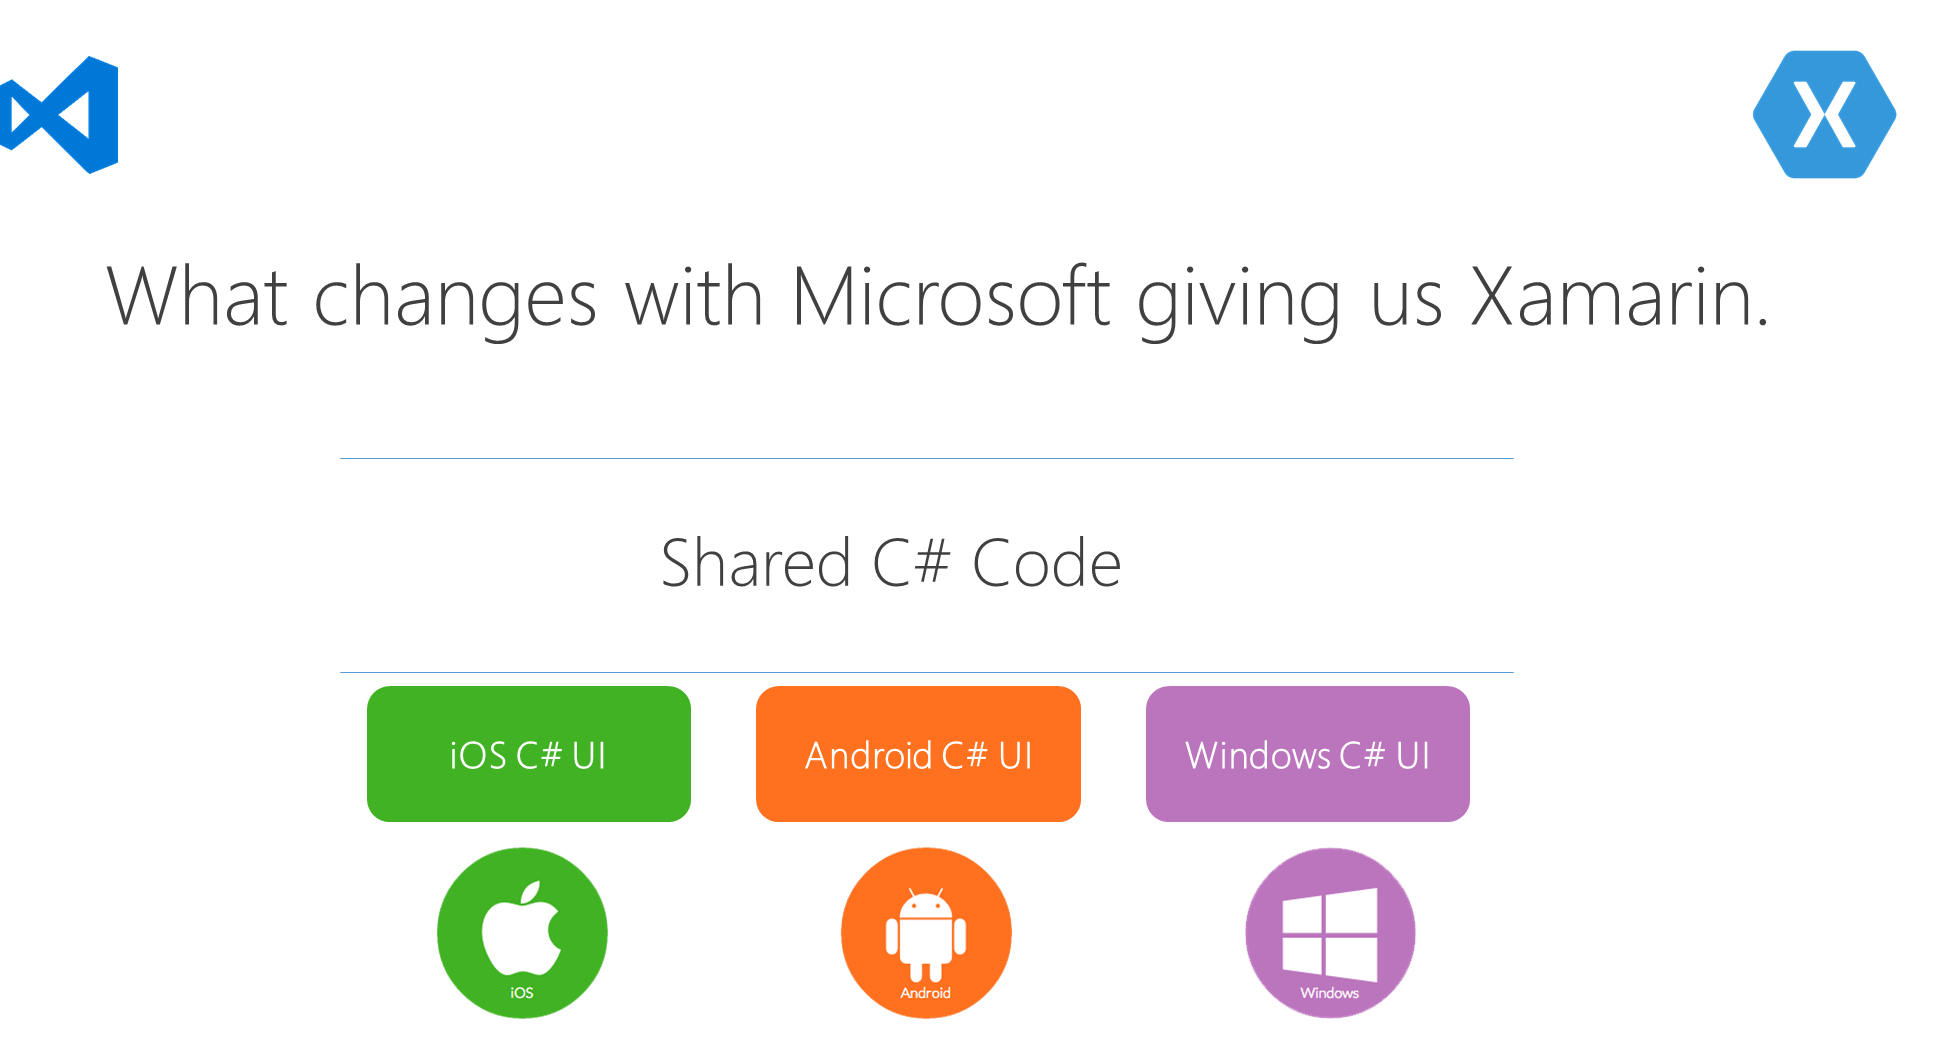 What changes with Microsoft giving us Xamarin.
Shared C# Code
iOS C# UI
Android C# UI
Windows C# UI
iOS
Android
Windows